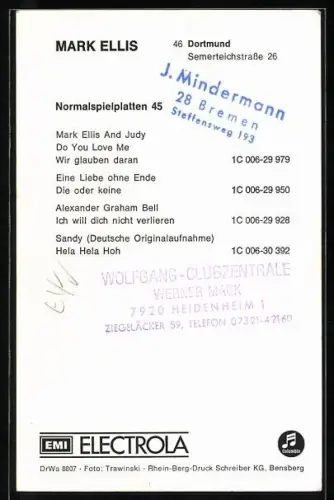 MARK ELLIS
46 Dortmund
Semerteichstraße 26
J. Mindermann
28 Bremen
Steffensweg 193
Normalspielplatten 45
Mark Ellis And Judy
Do You Love Me
Wir glauben daran 1C 006-29 979
Eine Liebe ohne Ende
Die oder keine 1C 006-29 950
Alexander Graham Bell
Ich will dich nicht verlieren 1C 006-29 928
Sandy (Deutsche Originalaufnahme)
Hela Hela Hoh 1C 006-30 392
WOLFGANG-CLUBZENTRALE
WERNER MACK
7920 HEIDENHEIM 1
ZIEGELÄCKER 59, TELEFON 07321-42160
EMI ELECTROLA
Columbia
DrWo 8807 - Foto: Trawinski - Rhein-Berg-Druck Schreiber KG, Bensberg